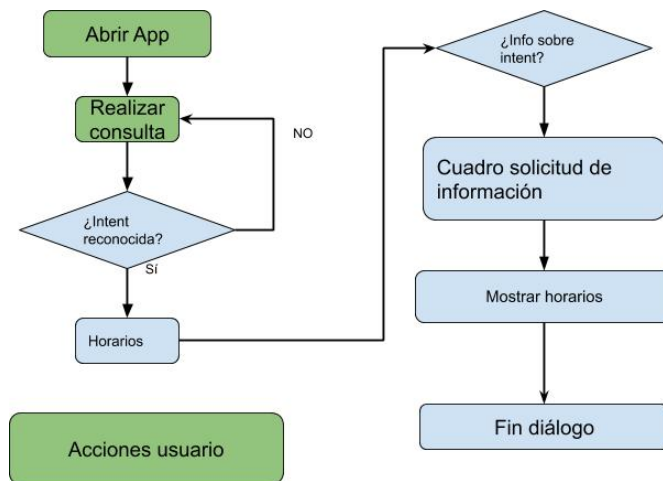 Abrir App
Realizar
consulta
NO
¿Intent
reconocida?
Sí
Horarios
Acciones usuario
¿Info sobre
intent?
Cuadro solicitud de
información
Mostrar horarios
Fin diálogo